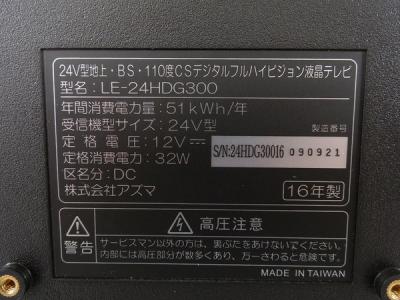 24V型地上・BS・110度CSデジタルフルハイビジョン液晶テレビ
型名：LE-24HDG300
年間消費電力量：51kWh/年
受信機型サイズ：24V型
製造番号
定格電圧：12V⎓
S/N:24HDG30016 090921
定格消費電力：32W
区名分：DC
株式会社アズマ
16年製
警告
高圧注意
サービスマン以外の方は、裏ぶたをあけないでください。
内部には高圧部分が数多くあり、万一さわると危険です。
MADE IN TAIWAN